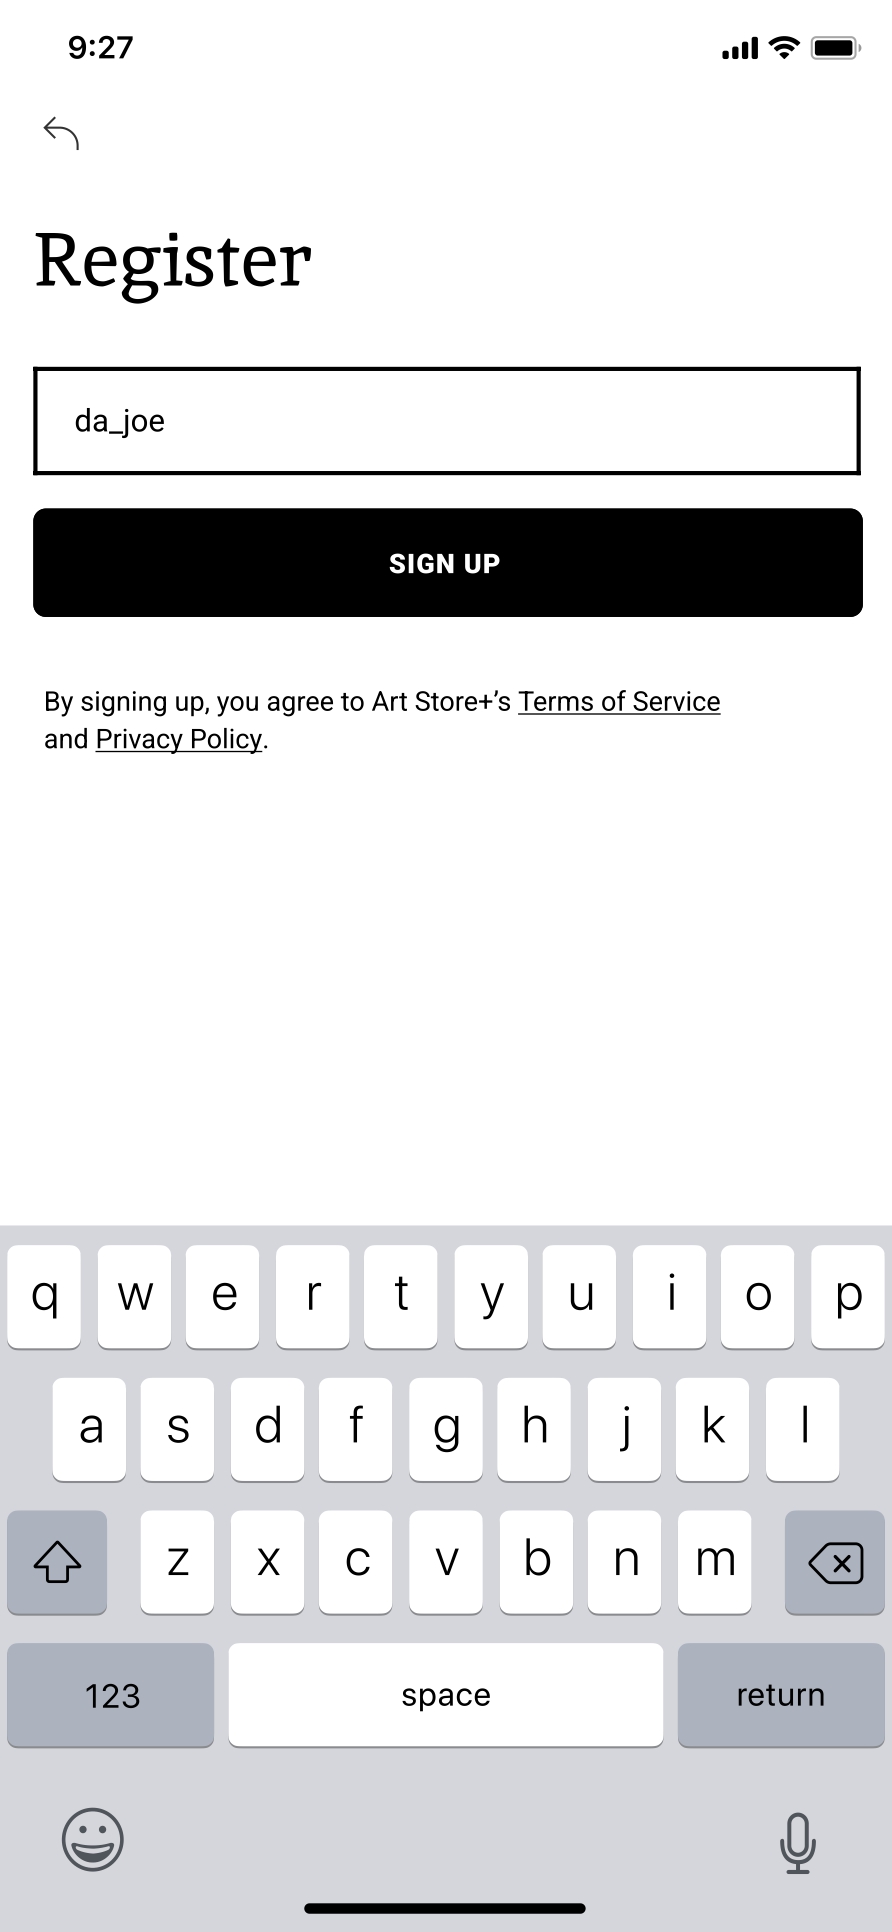 9:27
Register
da_joe
SIGN UP
By signing up, you agree to Art Store+’s Terms of Service
and Privacy Policy.
q w e r t y u i o p
a s d f g h j k l
z x c v b n m
123 space return